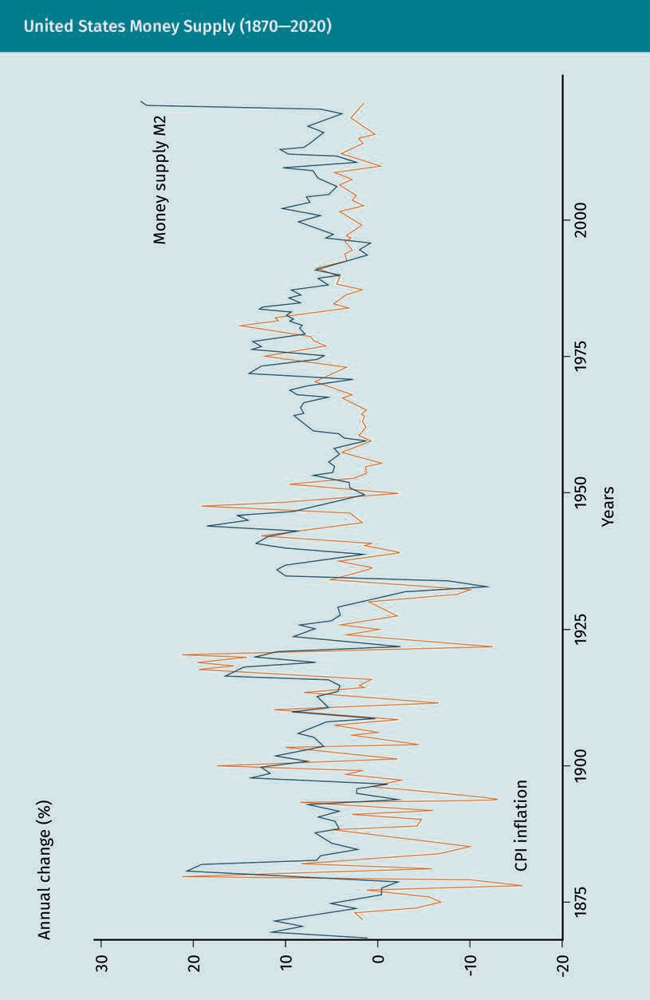 United States Money Supply (1870—2020)
Annual change (%)
30
20
10
0
-10
-20
Money supply M2
CPI inflation
1875
1900
1925
1950
1975
2000
Years